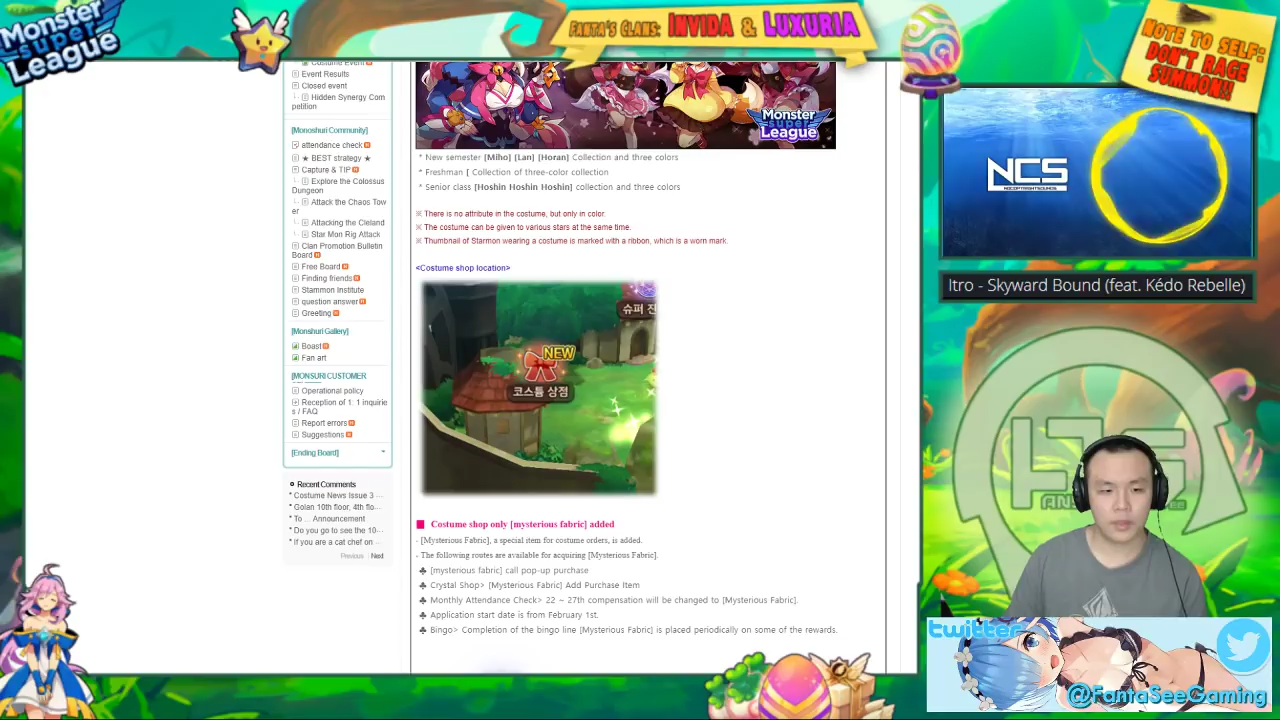 Monster
super
League
FANTA'S CLANS: INVIDA & LUXURIA
NOTE TO SELF:
DON'T RAGE
SUMMON!!
Costume Event
Event Results
Closed event
Hidden Synergy Com
petition
[Monoshuri Community]
attendance check
★ BEST strategy ★
Capture & TIP
Explore the Colossus
Dungeon
Attack the Chaos Tow
er
Attacking the Cleland
Star Mon Rig Attack
Clan Promotion Bulletin
Board
Free Board
Finding friends
Stammon Institute
question answer
Greeting
[Monshuri Gallery]
Boast
Fan art
[MONSURI CUSTOMER
Operational policy
Reception of 1: 1 inquirie
s / FAQ
Report errors
Suggestions
[Ending Board]
Recent Comments
* Costume News Issue 3 ···
* Golan 10th floor, 4th flo···
* To ... Announcement
* Do you go to see the 10···
* If you are a cat chef on ···
Previous | Next
Monster
super
League
* New semester [Miho] [Lan] [Horan] Collection and three colors
* Freshman [ Collection of three-color collection
* Senior class [Hoshin Hoshin Hoshin] collection and three colors
※ There is no attribute in the costume, but only in color.
※ The costume can be given to various stars at the same time.
※ Thumbnail of Starmon wearing a costume is marked with a ribbon, which is a worn mark.
<Costume shop location>
슈퍼 진
NEW
코스튬 상점
■ Costume shop only [mysterious fabric] added
- [Mysterious Fabric], a special item for costume orders, is added.
- The following routes are available for acquiring [Mysterious Fabric].
♣ [mysterious fabric] call pop-up purchase
♣ Crystal Shop> [Mysterious Fabric] Add Purchase Item
♣ Monthly Attendance Check> 22 ~ 27th compensation will be changed to [Mysterious Fabric].
♣ Application start date is from February 1st.
♣ Bingo> Completion of the bingo line [Mysterious Fabric] is placed periodically on some of the rewards.
NCS
NOCOPYRIGHTSOUNDS
Itro - Skyward Bound (feat. Kédo Rebelle)
twitter
@FantaSeeGaming